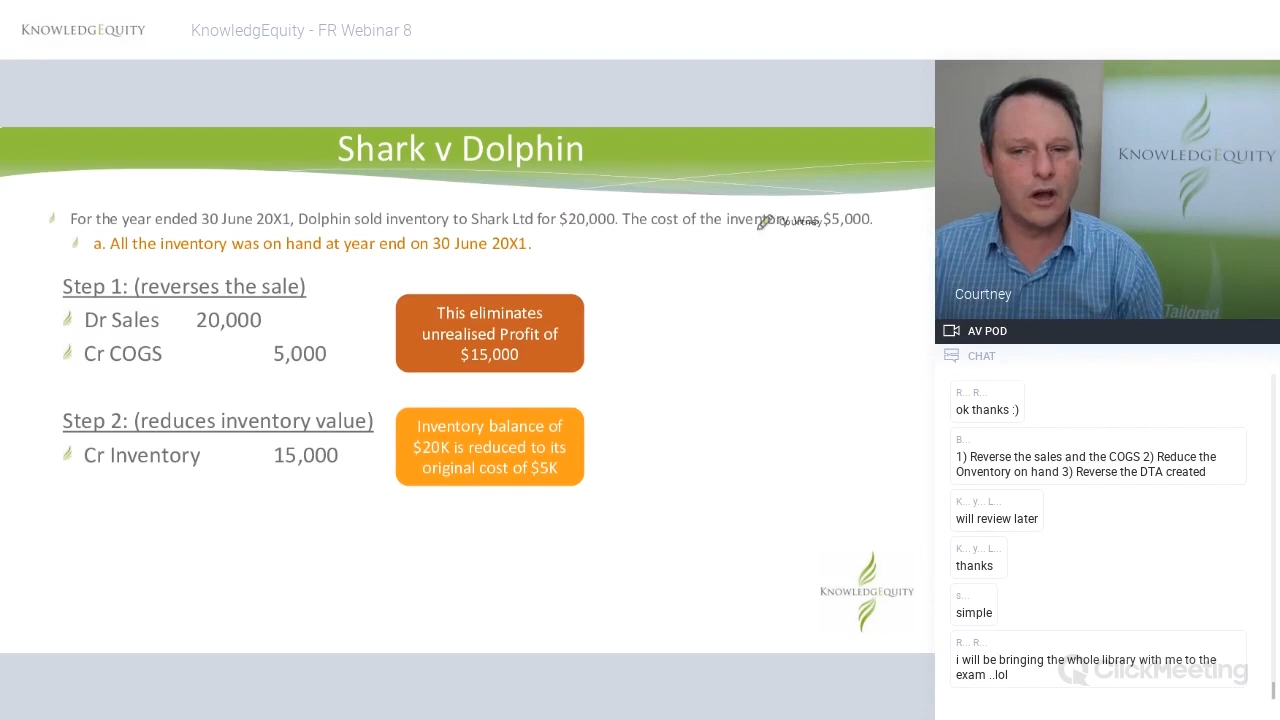 KNOWLEDGEQUITY
KnowledgEquity - FR Webinar 8
Shark v Dolphin
For the year ended 30 June 20X1, Dolphin sold inventory to Shark Ltd for $20,000. The cost of the inventory was $5,000.
Courtney
a. All the inventory was on hand at year end on 30 June 20X1.
Step 1: (reverses the sale)
Dr Sales 20,000
Cr COGS 5,000
This eliminates
unrealised Profit of
$15,000
Step 2: (reduces inventory value)
Cr Inventory 15,000
Inventory balance of
$20K is reduced to its
original cost of $5K
KNOWLEDGEQUITY
KNOWLEDGEQUITY
Tailored
Courtney
AV POD
CHAT
R... R...
ok thanks :)
B...
1) Reverse the sales and the COGS 2) Reduce the
Onventory on hand 3) Reverse the DTA created
K... y... L...
will review later
K... y... L...
thanks
s...
simple
R... R...
i will be bringing the whole library with me to the
exam ..lol
ClickMeeting